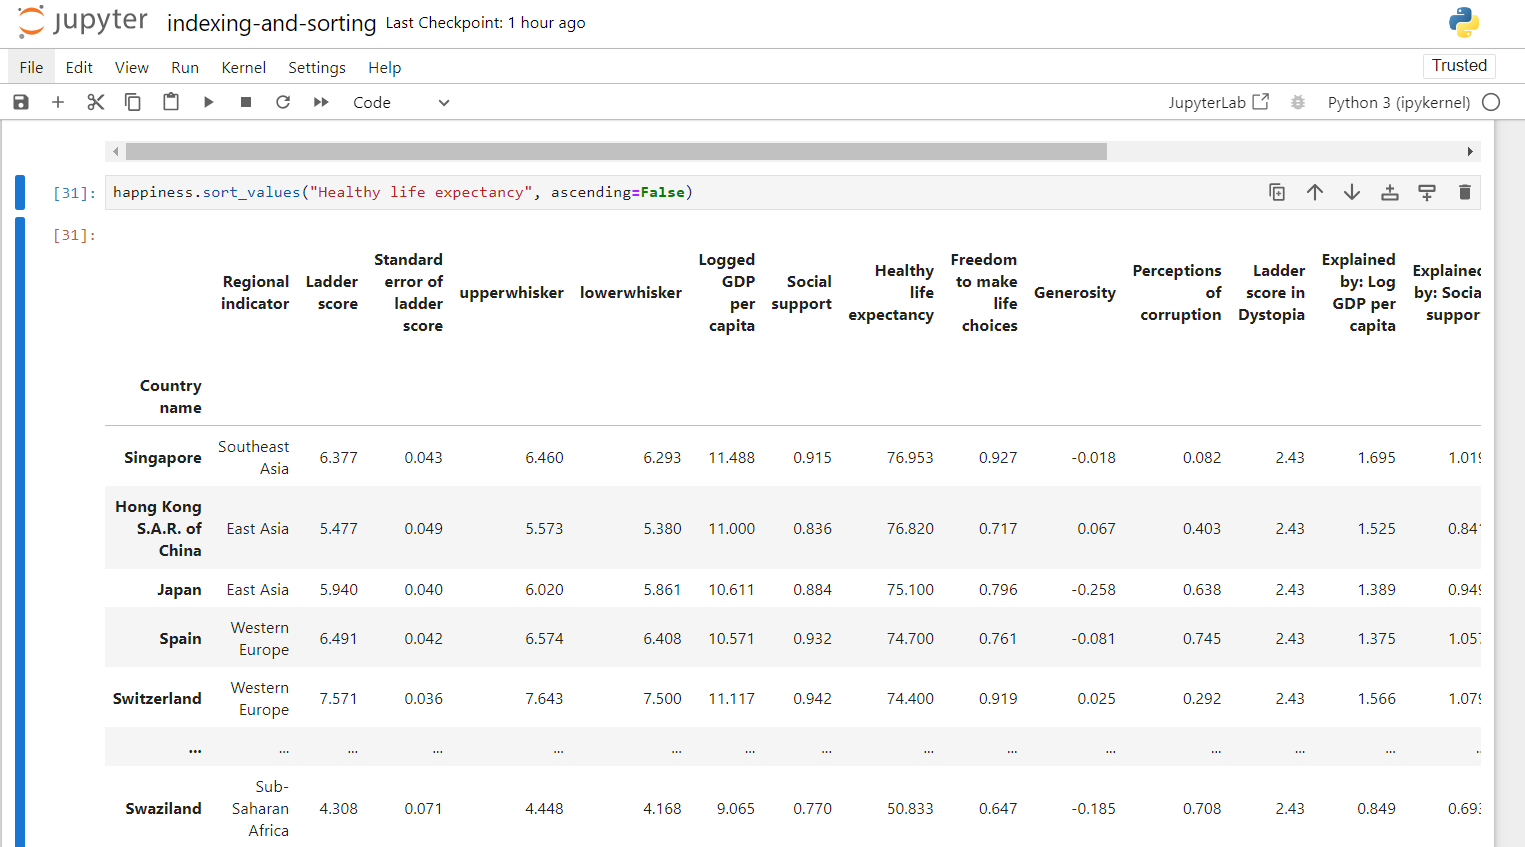 jupyter indexing-and-sorting Last Checkpoint: 1 hour ago
File Edit View Run Kernel Settings Help Trusted
Code JupyterLab Python 3 (ipykernel)
[31]: happiness.sort_values("Healthy life expectancy", ascending=False)
[31]:
Regional indicator Ladder score Standard error of ladder score upperwhisker lowerwhisker Logged GDP per capita Social support Healthy life expectancy Freedom to make life choices Generosity Perceptions of corruption Ladder score in Dystopia Explained by: Log GDP per capita Explained by: Socia suppor
Country name
Singapore Southeast Asia 6.377 0.043 6.460 6.293 11.488 0.915 76.953 0.927 -0.018 0.082 2.43 1.695 1.019
Hong Kong S.A.R. of China East Asia 5.477 0.049 5.573 5.380 11.000 0.836 76.820 0.717 0.067 0.403 2.43 1.525 0.841
Japan East Asia 5.940 0.040 6.020 5.861 10.611 0.884 75.100 0.796 -0.258 0.638 2.43 1.389 0.949
Spain Western Europe 6.491 0.042 6.574 6.408 10.571 0.932 74.700 0.761 -0.081 0.745 2.43 1.375 1.057
Switzerland Western Europe 7.571 0.036 7.643 7.500 11.117 0.942 74.400 0.919 0.025 0.292 2.43 1.566 1.079
... ... ... ... ... ... ... ... ... ... ... ... ... ... ..
Swaziland Sub-Saharan Africa 4.308 0.071 4.448 4.168 9.065 0.770 50.833 0.647 -0.185 0.708 2.43 0.849 0.693